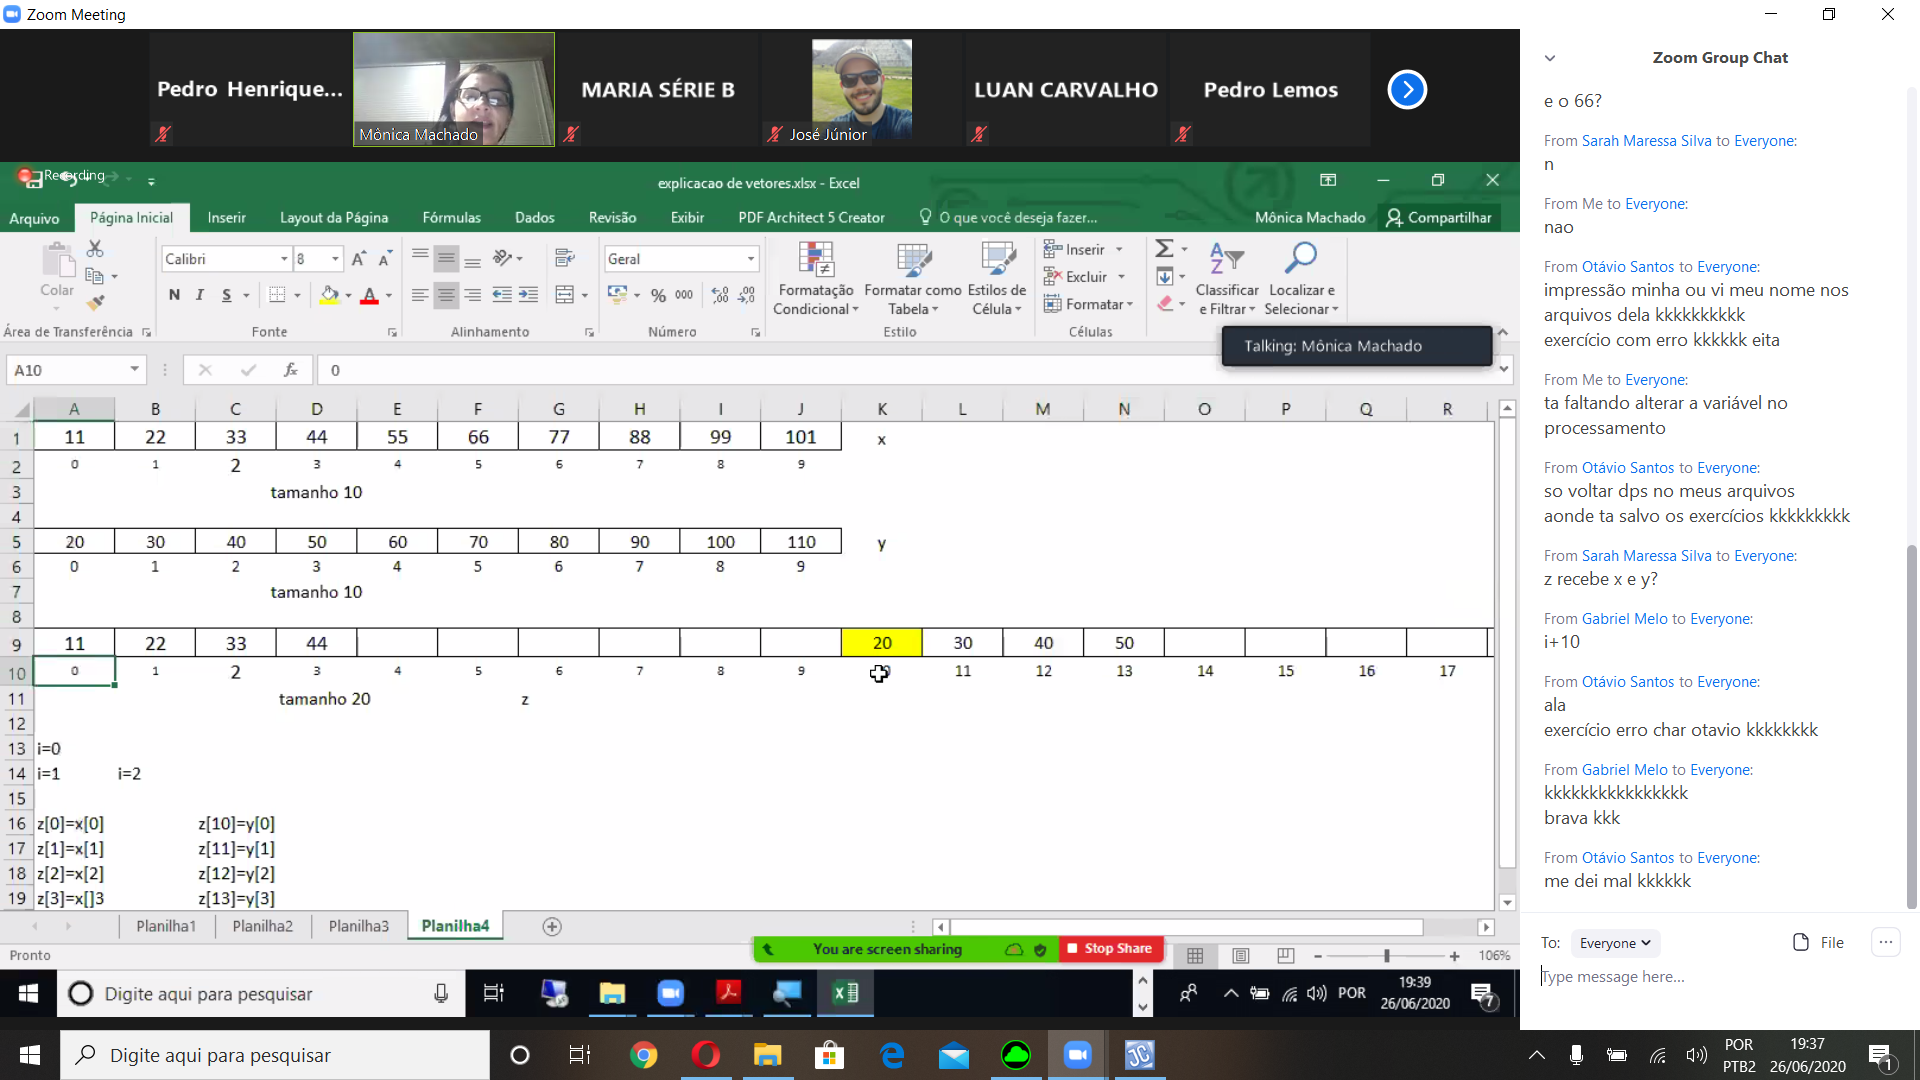 Zoom Meeting
Pedro Henrique...
Mônica Machado
MARIA SÉRIE B
José Júnior
LUAN CARVALHO
Pedro Lemos
Recording
explicacao de vetores.xlsx - Excel
Arquivo Página Inicial Inserir Layout da Página Fórmulas Dados Revisão Exibir PDF Architect 5 Creator O que você deseja fazer... Mônica Machado Compartilhar
Colar
Calibri 8
N I S
Geral
% 000
Formatação Condicional
Formatar como Tabela
Estilos de Célula
Inserir
Excluir
Formatar
Classificar e Filtrar
Localizar e Selecionar
Área de Transferência Fonte Alinhamento Número Estilo Células
Talking: Mônica Machado
A10 fx 0
A B C D E F G H I J K L M N O P Q R
1 11 22 33 44 55 66 77 88 99 101 x
2 0 1 2 3 4 5 6 7 8 9
3 tamanho 10
4
5 20 30 40 50 60 70 80 90 100 110 y
6 0 1 2 3 4 5 6 7 8 9
7 tamanho 10
8
9 11 22 33 44 20 30 40 50
10 0 1 2 3 4 5 6 7 8 9 11 12 13 14 15 16 17
11 tamanho 20 z
12
13 i=0
14 i=1 i=2
15
16 z[0]=x[0] z[10]=y[0]
17 z[1]=x[1] z[11]=y[1]
18 z[2]=x[2] z[12]=y[2]
19 z[3]=x[]3 z[13]=y[3]
Planilha1 Planilha2 Planilha3 Planilha4
Pronto
You are screen sharing Stop Share
106%
Digite aqui para pesquisar
POR
19:39
26/06/2020
7
Zoom Group Chat
e o 66?
From Sarah Maressa Silva to Everyone:
n
From Me to Everyone:
nao
From Otávio Santos to Everyone:
impressão minha ou vi meu nome nos
arquivos dela kkkkkkkkkk
exercício com erro kkkkkk eita
From Me to Everyone:
ta faltando alterar a variável no
processamento
From Otávio Santos to Everyone:
so voltar dps no meus arquivos
aonde ta salvo os exercícios kkkkkkkkk
From Sarah Maressa Silva to Everyone:
z recebe x e y?
From Gabriel Melo to Everyone:
i+10
From Otávio Santos to Everyone:
ala
exercício erro char otavio kkkkkkkk
From Gabriel Melo to Everyone:
kkkkkkkkkkkkkkkk
brava kkk
From Otávio Santos to Everyone:
me dei mal kkkkkk
To: Everyone File
Type message here...
Digite aqui para pesquisar
JC
POR
PTB2
19:37
26/06/2020
1